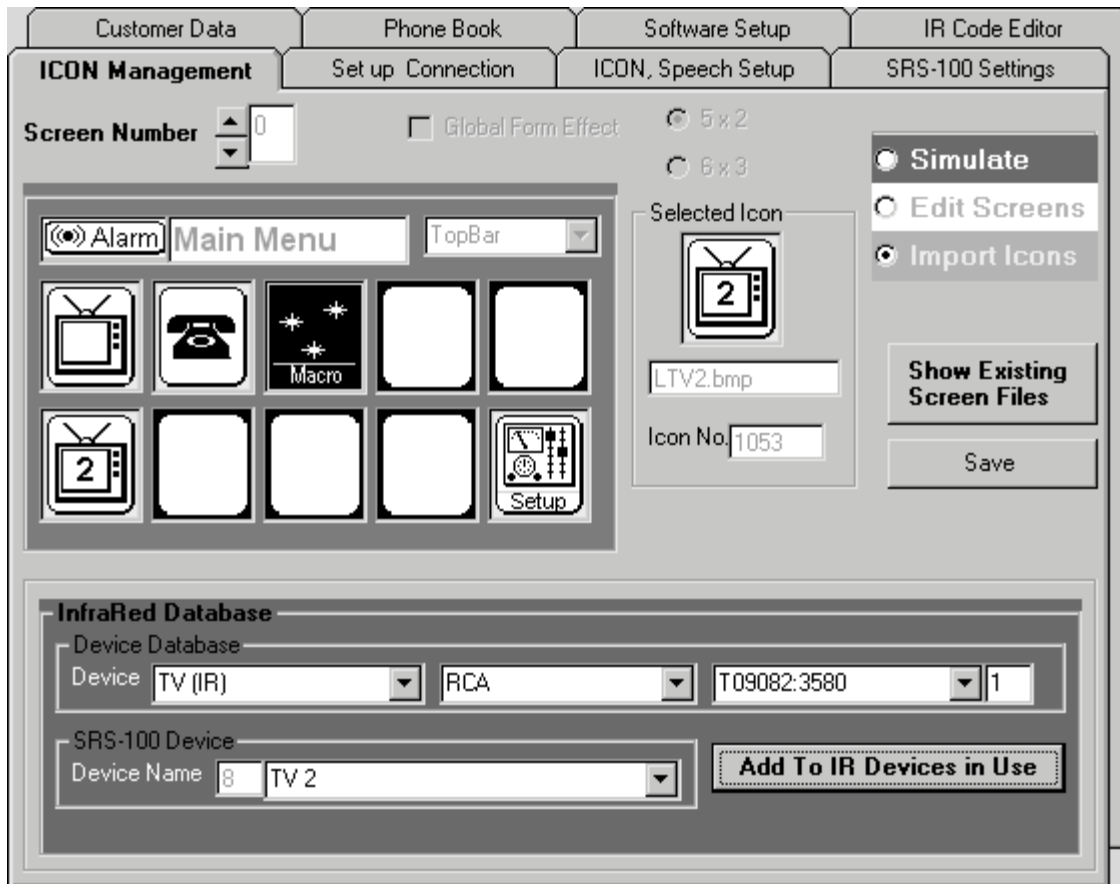 Customer Data
Phone Book
Software Setup
IR Code Editor
ICON Management
Set up Connection
ICON, Speech Setup
SRS-100 Settings
Screen Number
0
Global Form Effect
5 x 2
6 x 3
Simulate
Edit Screens
Import Icons
Alarm
Main Menu
TopBar
Macro
2
Setup
Selected Icon
2
LTV2.bmp
Icon No.
1053
Show Existing
Screen Files
Save
InfraRed Database
Device Database
Device
TV (IR)
RCA
T09082:3580
1
SRS-100 Device
Device Name
8
TV 2
Add To IR Devices in Use